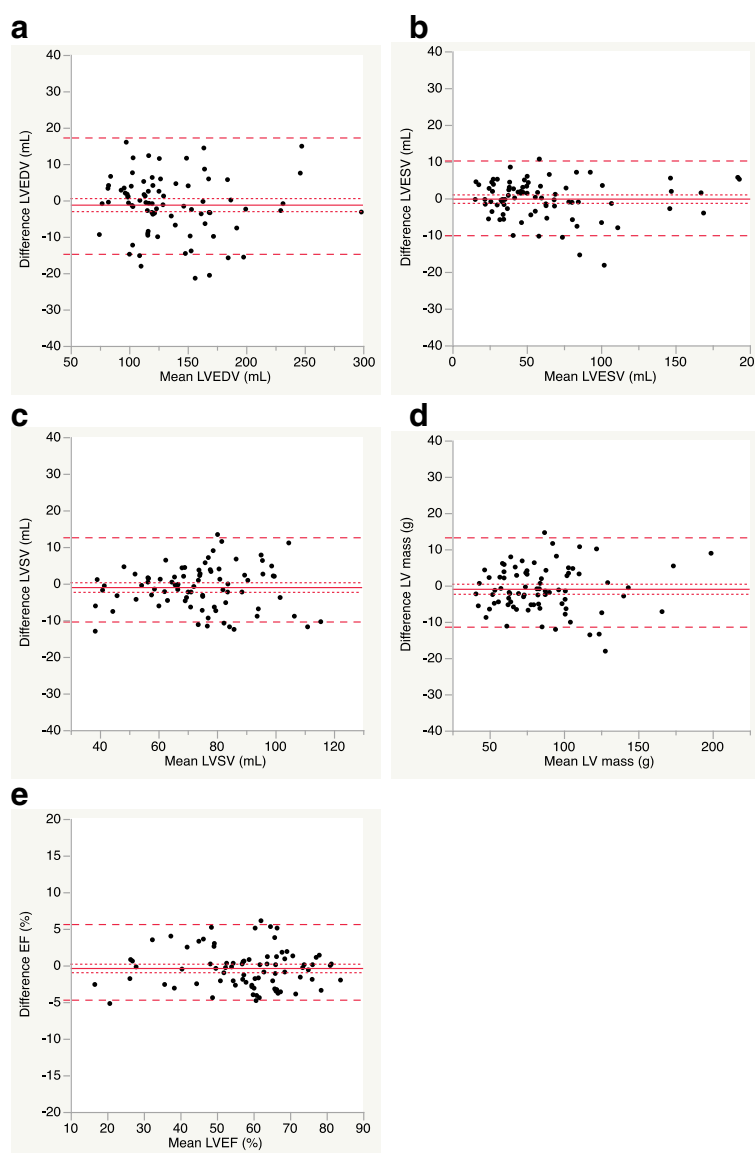 a
40
30
20
10
0
-10
-20
-30
-40
50 100 150 200 250 300
Difference LVEDV (mL)
Mean LVEDV (mL)
b
40
30
20
10
0
-10
-20
-30
-40
0 50 100 150 20
Difference LVESV (mL)
Mean LVESV (mL)
c
40
30
20
10
0
-10
-20
-30
-40
40 60 80 100 120
Difference LVSV (mL)
Mean LVSV (mL)
d
40
30
20
10
0
-10
-20
-30
-40
50 100 150 200
Difference LV mass (g)
Mean LV mass (g)
e
20
15
10
5
0
-5
-10
-15
-20
10 20 30 40 50 60 70 80 90
Difference EF (%)
Mean LVEF (%)